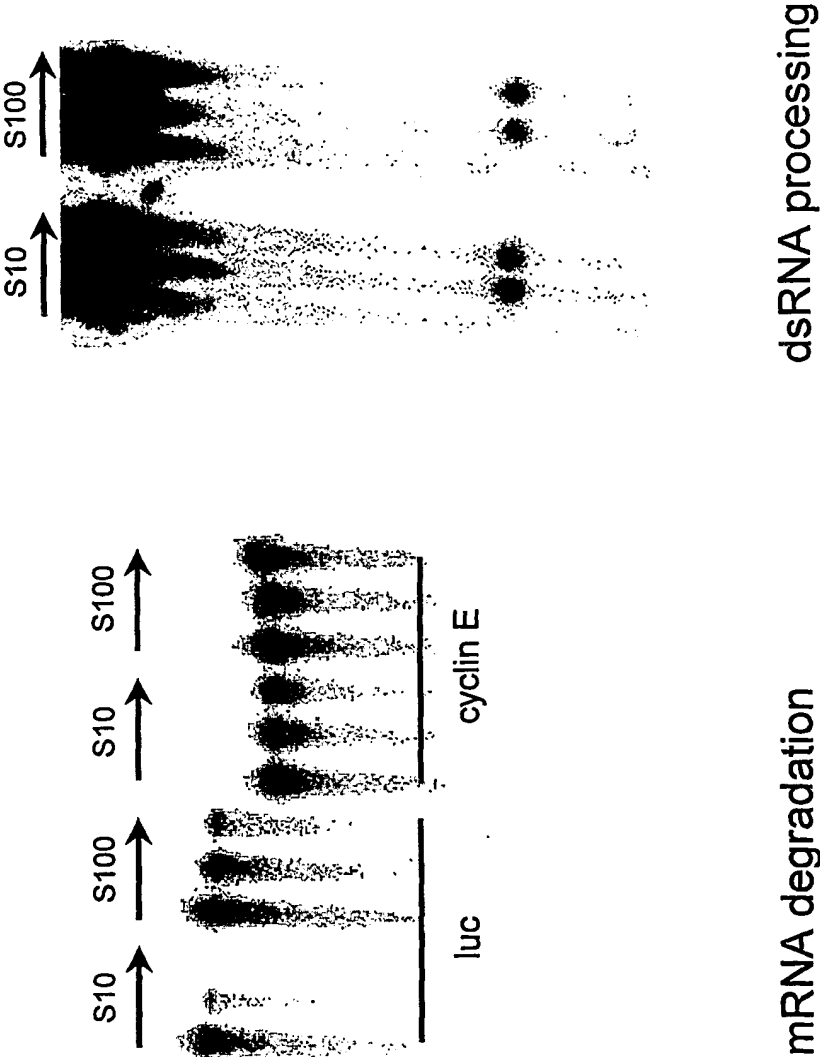 S10
S100
S10
S100
luc
cyclin E
mRNA degradation
S10
S100
dsRNA processing